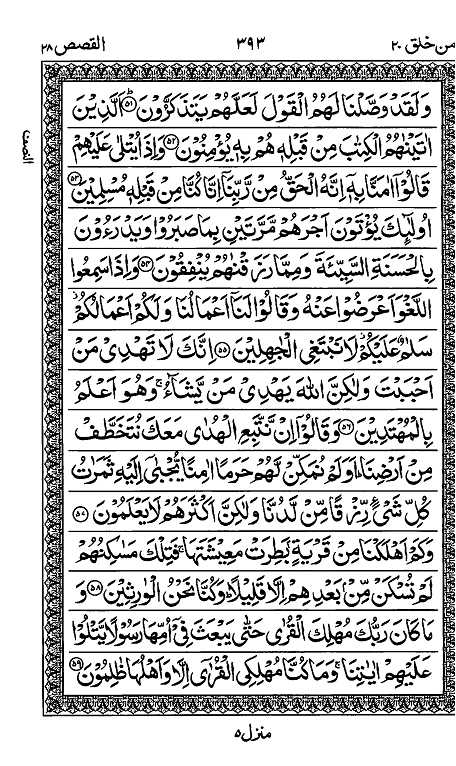 من خلق ٢٠ ٣٩٣ القصص ٢٨
وَلَقَدْ وَصَّلْنَا لَهُمُ الْقَوْلَ لَعَلَّهُمْ يَتَذَكَّرُوْنَ ﴿٥١﴾ اَلَّذِيْنَ
اٰتَيْنٰهُمُ الْكِتٰبَ مِنْ قَبْلِهٖ هُمْ بِهٖ يُؤْمِنُوْنَ ﴿٥٢﴾ وَاِذَا يُتْلٰى عَلَيْهِمْ
قَالُوْۤا اٰمَنَّا بِهٖۤ اِنَّهُ الْحَقُّ مِنْ رَّبِّنَاۤ اِنَّا كُنَّا مِنْ قَبْلِهٖ مُسْلِمِيْنَ ﴿٥٣﴾
اُولٰٓئِكَ يُؤْتَوْنَ اَجْرَهُمْ مَّرَّتَيْنِ بِمَا صَبَرُوْا وَيَدْرَءُوْنَ
بِالْحَسَنَةِ السَّيِّئَةَ وَمِمَّا رَزَقْنٰهُمْ يُنْفِقُوْنَ ﴿٥٤﴾ وَاِذَا سَمِعُوا
اللَّغْوَ اَعْرَضُوْا عَنْهُ وَقَالُوْا لَنَاۤ اَعْمَالُنَا وَلَكُمْ اَعْمَالُكُمْ ز
سَلٰمٌ عَلَيْكُمْ ز لَا نَبْتَغِى الْجٰهِلِيْنَ ﴿٥٥﴾ اِنَّكَ لَا تَهْدِيْ مَنْ
اَحْبَبْتَ وَلٰكِنَّ اللّٰهَ يَهْدِيْ مَنْ يَّشَآءُ ۚ وَهُوَ اَعْلَمُ
بِالْمُهْتَدِيْنَ ﴿٥٦﴾ وَقَالُوْۤا اِنْ نَّتَّبِعِ الْهُدٰى مَعَكَ نُتَخَطَّفْ
مِنْ اَرْضِنَا ؕ اَوَلَمْ نُمَكِّنْ لَّهُمْ حَرَمًا اٰمِنًا يُّجْبٰۤى اِلَيْهِ ثَمَرٰتُ
كُلِّ شَيْءٍ رِّزْقًا مِّنْ لَّدُنَّا وَلٰكِنَّ اَكْثَرَهُمْ لَا يَعْلَمُوْنَ ﴿٥٧﴾
وَكَمْ اَهْلَكْنَا مِنْ قَرْيَةٍۭ بَطِرَتْ مَعِيْشَتَهَا ۚ فَتِلْكَ مَسٰكِنُهُمْ
لَمْ تُسْكَنْ مِّنْۢ بَعْدِهِمْ اِلَّا قَلِيْلًا ؕ وَكُنَّا نَحْنُ الْوٰرِثِيْنَ ﴿٥٨﴾ وَ
مَا كَانَ رَبُّكَ مُهْلِكَ الْقُرٰى حَتّٰى يَبْعَثَ فِيْۤ اُمِّهَا رَسُوْلًا يَّتْلُوْا
عَلَيْهِمْ اٰيٰتِنَا ۚ وَمَا كُنَّا مُهْلِكِى الْقُرٰۤى اِلَّا وَاَهْلُهَا ظٰلِمُوْنَ ﴿٥٩﴾
منزل ٥